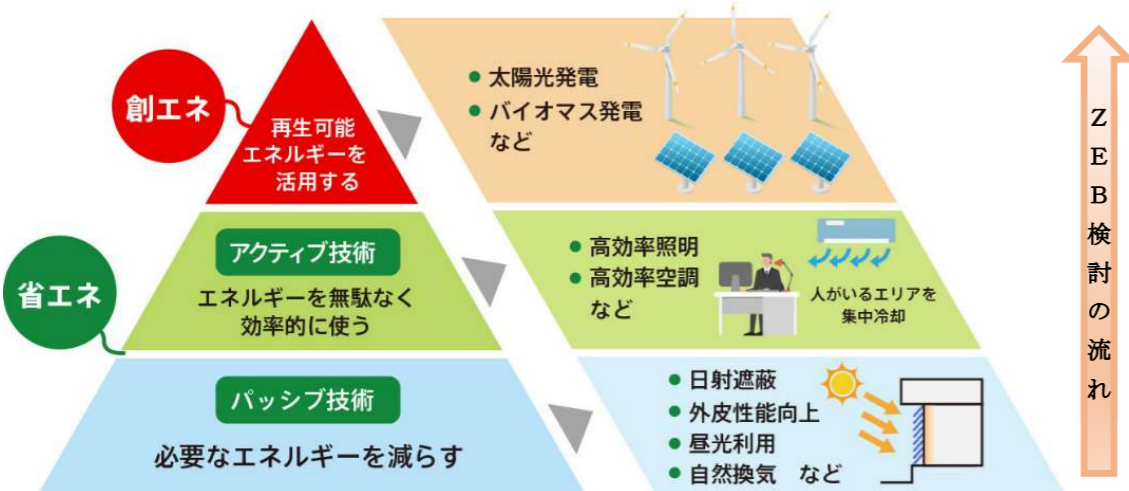 創エネ
再生可能
エネルギーを
活用する
● 太陽光発電
● バイオマス発電
など
省エネ
アクティブ技術
エネルギーを無駄なく
効率的に使う
● 高効率照明
● 高効率空調
など
人がいるエリアを
集中冷却
パッシブ技術
必要なエネルギーを減らす
● 日射遮蔽
● 外皮性能向上
● 昼光利用
● 自然換気　など
ZEB検討の流れ